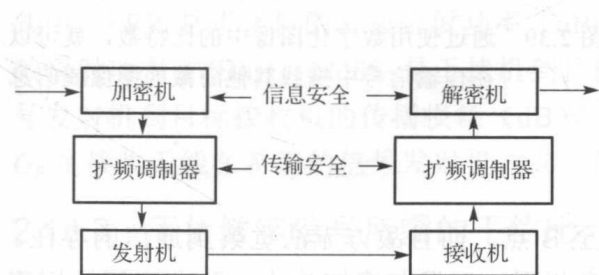 加密机
信息安全
解密机
扩频调制器
传输安全
扩频调制器
发射机
接收机